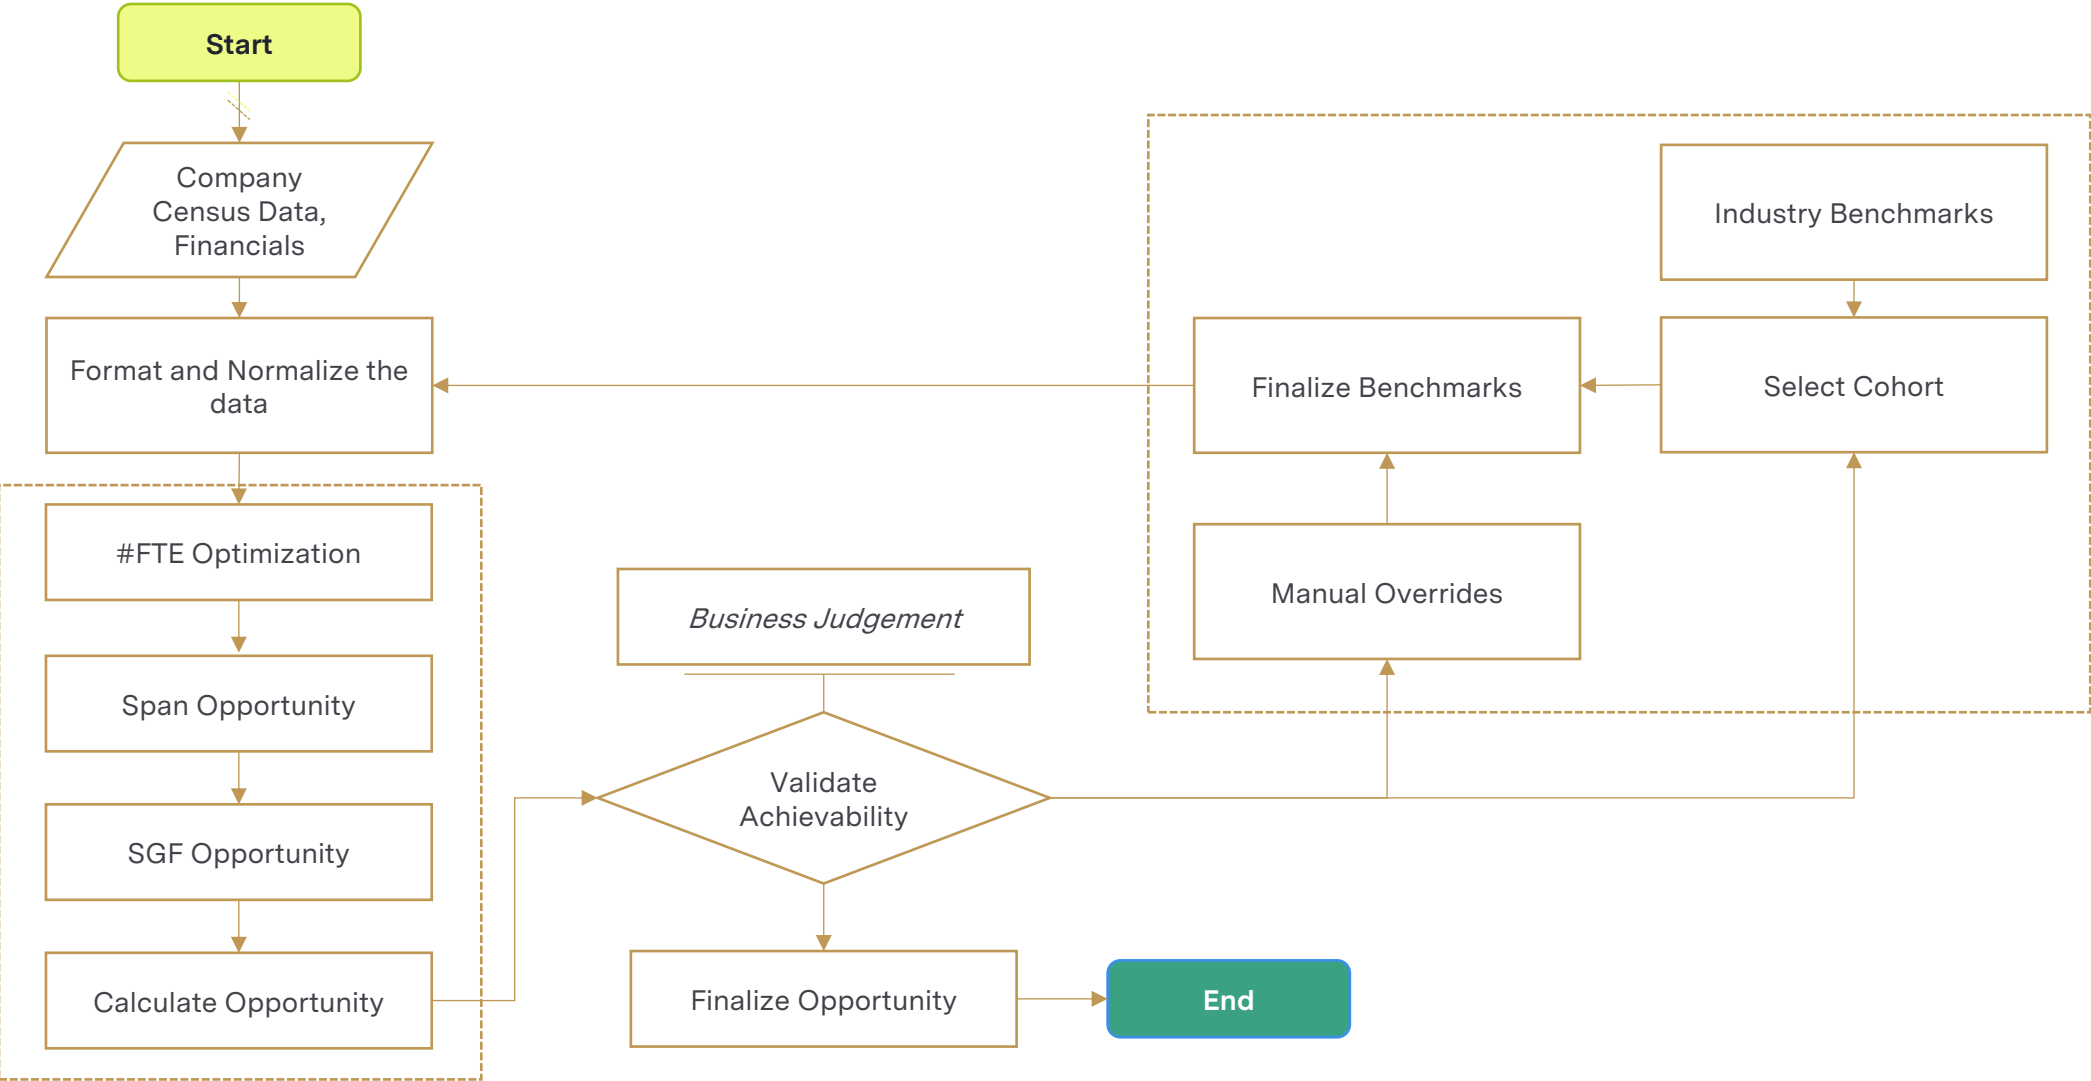 Start
Company
Census Data,
Financials
Industry Benchmarks
Format and Normalize the
data
Finalize Benchmarks
Select Cohort
#FTE Optimization
Business Judgement
Manual Overrides
Span Opportunity
Validate
Achievability
SGF Opportunity
Calculate Opportunity
Finalize Opportunity
End